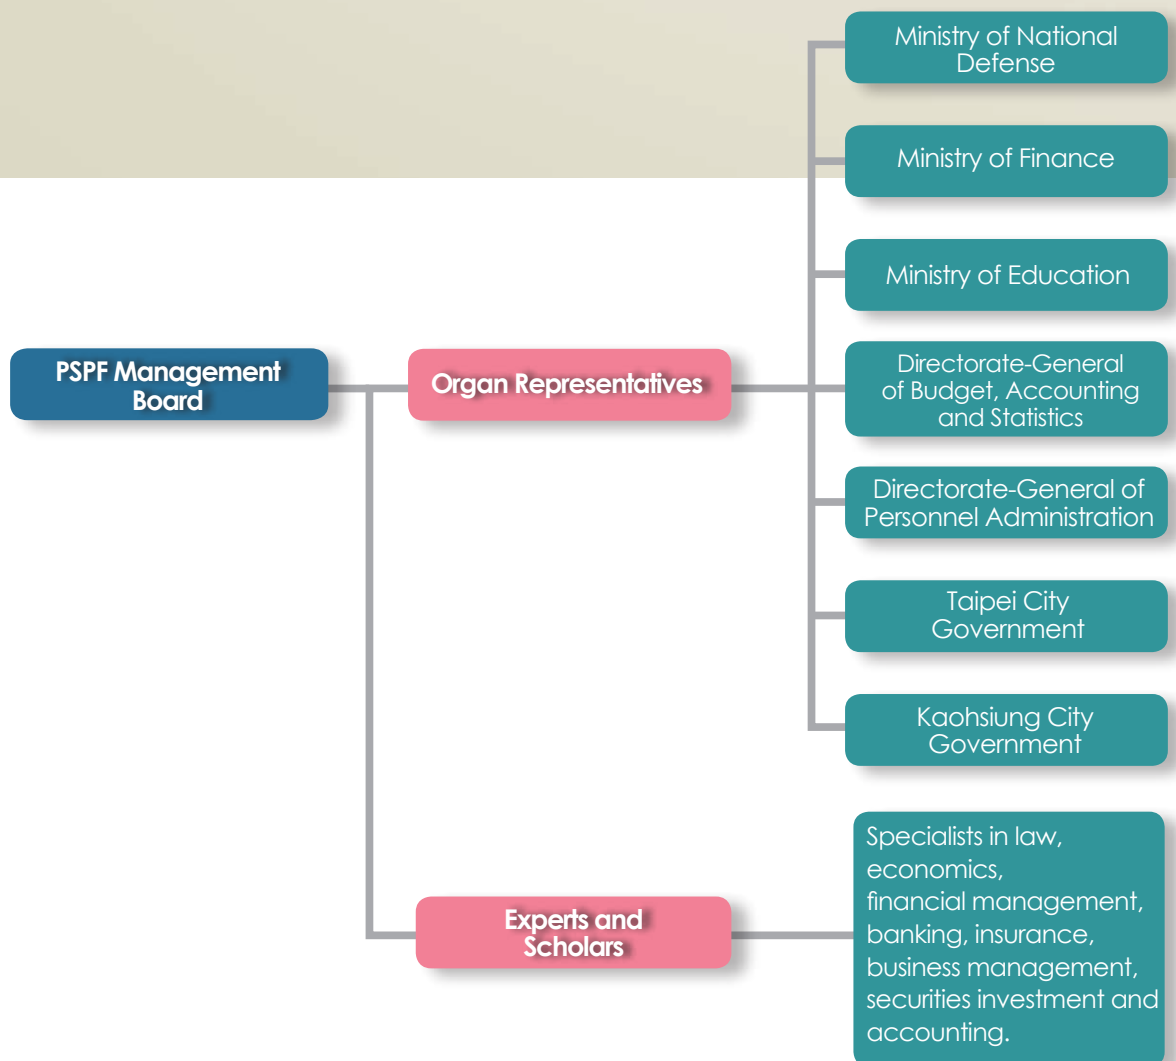 PSPF Management
Board
Organ Representatives
Ministry of National
Defense
Ministry of Finance
Ministry of Education
Directorate-General
of Budget, Accounting
and Statistics
Directorate-General of
Personnel Administration
Taipei City
Government
Kaohsiung City
Government
Experts and
Scholars
Specialists in law,
economics,
financial management,
banking, insurance,
business management,
securities investment and
accounting.